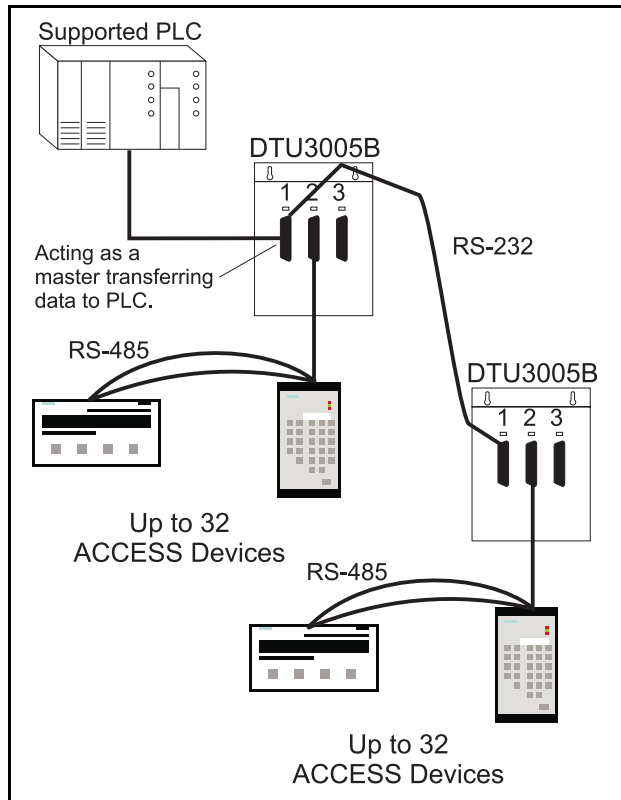 Supported PLC
DTU3005B
1 2 3
Acting as a
master transferring
data to PLC.
RS-232
RS-485
DTU3005B
1 2 3
Up to 32
ACCESS Devices
RS-485
Up to 32
ACCESS Devices